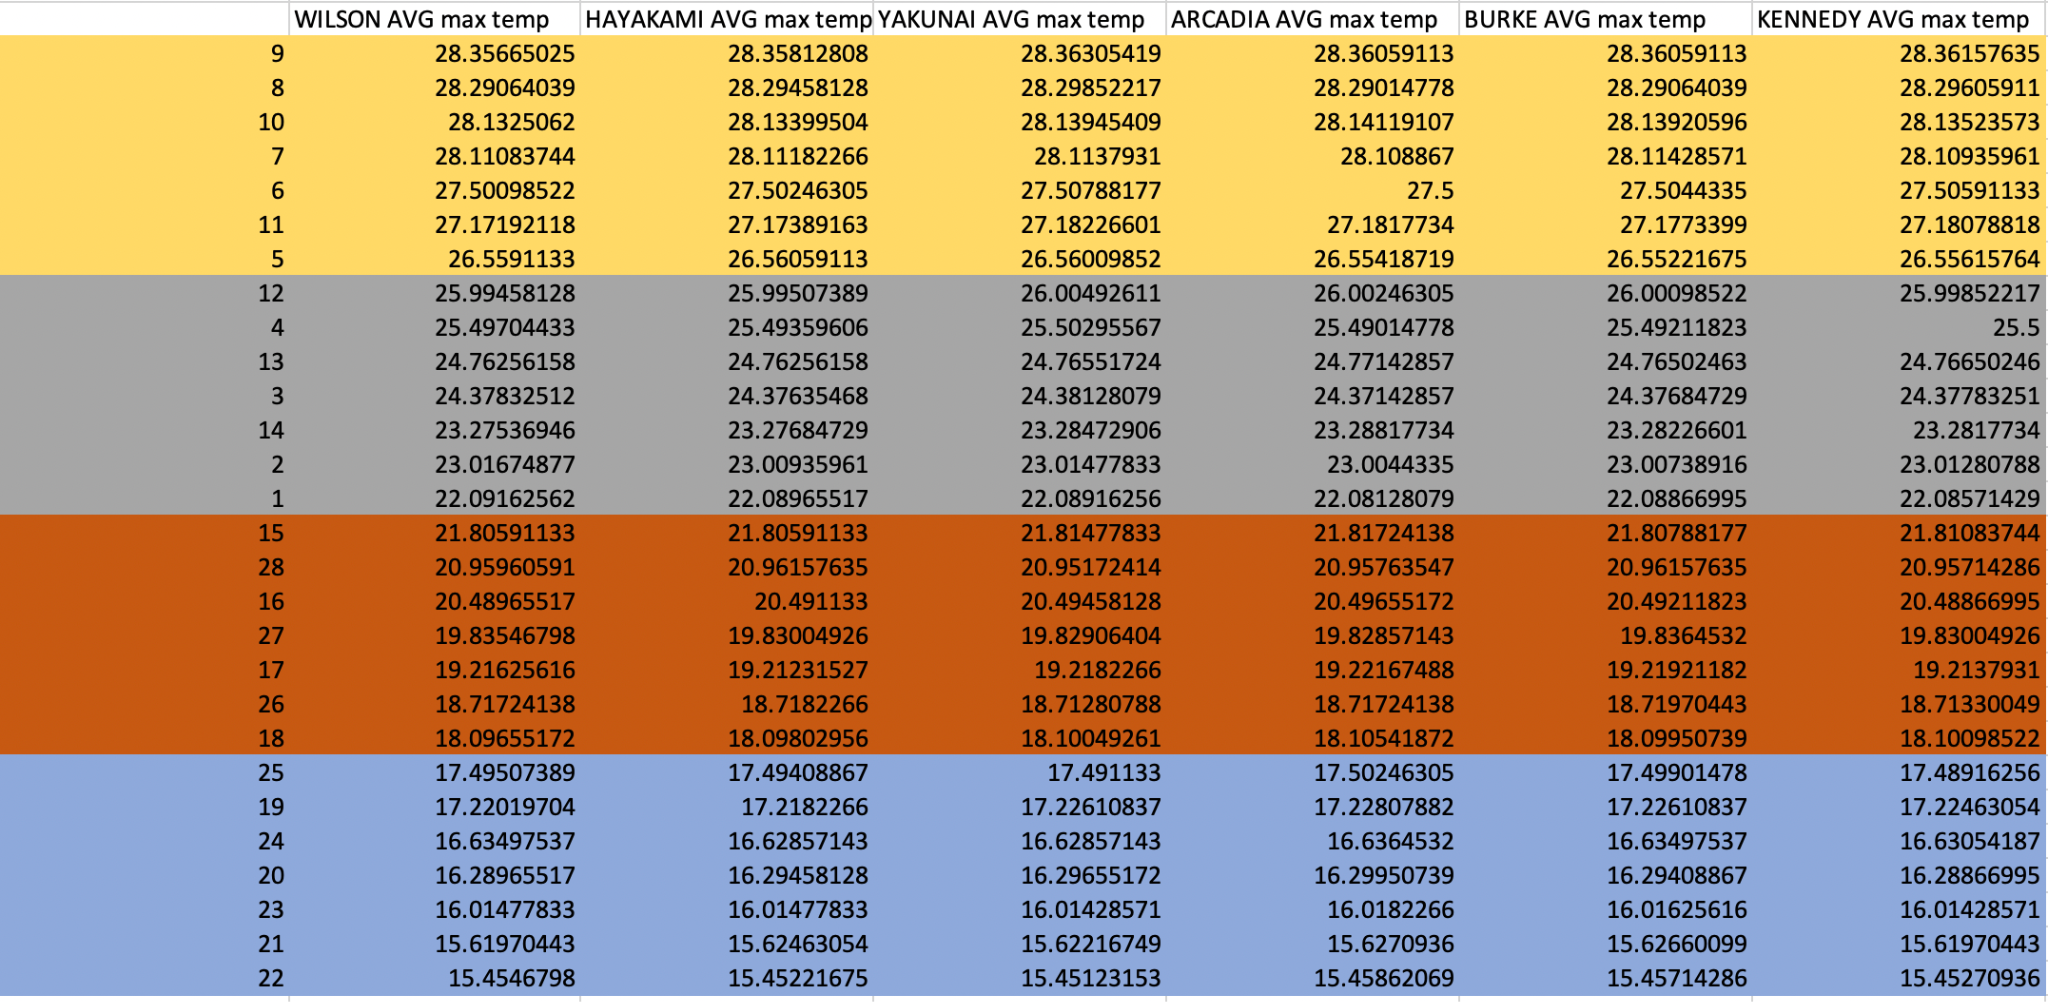 WILSON AVG max temp HAYAKAMI AVG max temp YAKUNAI AVG max temp ARCADIA AVG max temp BURKE AVG max temp KENNEDY AVG max temp
9 28.35665025 28.35812808 28.36305419 28.36059113 28.36059113 28.36157635
8 28.29064039 28.29458128 28.29852217 28.29014778 28.29064039 28.29605911
10 28.1325062 28.13399504 28.13945409 28.14119107 28.13920596 28.13523573
7 28.11083744 28.11182266 28.1137931 28.108867 28.11428571 28.10935961
6 27.50098522 27.50246305 27.50788177 27.5 27.5044335 27.50591133
11 27.17192118 27.17389163 27.18226601 27.1817734 27.1773399 27.18078818
5 26.5591133 26.56059113 26.56009852 26.55418719 26.55221675 26.55615764
12 25.99458128 25.99507389 26.00492611 26.00246305 26.00098522 25.99852217
4 25.49704433 25.49359606 25.50295567 25.49014778 25.49211823 25.5
13 24.76256158 24.76256158 24.76551724 24.77142857 24.76502463 24.76650246
3 24.37832512 24.37635468 24.38128079 24.37142857 24.37684729 24.37783251
14 23.27536946 23.27684729 23.28472906 23.28817734 23.28226601 23.2817734
2 23.01674877 23.00935961 23.01477833 23.0044335 23.00738916 23.01280788
1 22.09162562 22.08965517 22.08916256 22.08128079 22.08866995 22.08571429
15 21.80591133 21.80591133 21.81477833 21.81724138 21.80788177 21.81083744
28 20.95960591 20.96157635 20.95172414 20.95763547 20.96157635 20.95714286
16 20.48965517 20.491133 20.49458128 20.49655172 20.49211823 20.48866995
27 19.83546798 19.83004926 19.82906404 19.82857143 19.8364532 19.83004926
17 19.21625616 19.21231527 19.2182266 19.22167488 19.21921182 19.2137931
26 18.71724138 18.7182266 18.71280788 18.71724138 18.71970443 18.71330049
18 18.09655172 18.09802956 18.10049261 18.10541872 18.09950739 18.10098522
25 17.49507389 17.49408867 17.491133 17.50246305 17.49901478 17.48916256
19 17.22019704 17.2182266 17.22610837 17.22807882 17.22610837 17.22463054
24 16.63497537 16.62857143 16.62857143 16.6364532 16.63497537 16.63054187
20 16.28965517 16.29458128 16.29655172 16.29950739 16.29408867 16.28866995
23 16.01477833 16.01477833 16.01428571 16.0182266 16.01625616 16.01428571
21 15.61970443 15.62463054 15.62216749 15.6270936 15.62660099 15.61970443
22 15.4546798 15.45221675 15.45123153 15.45862069 15.45714286 15.45270936